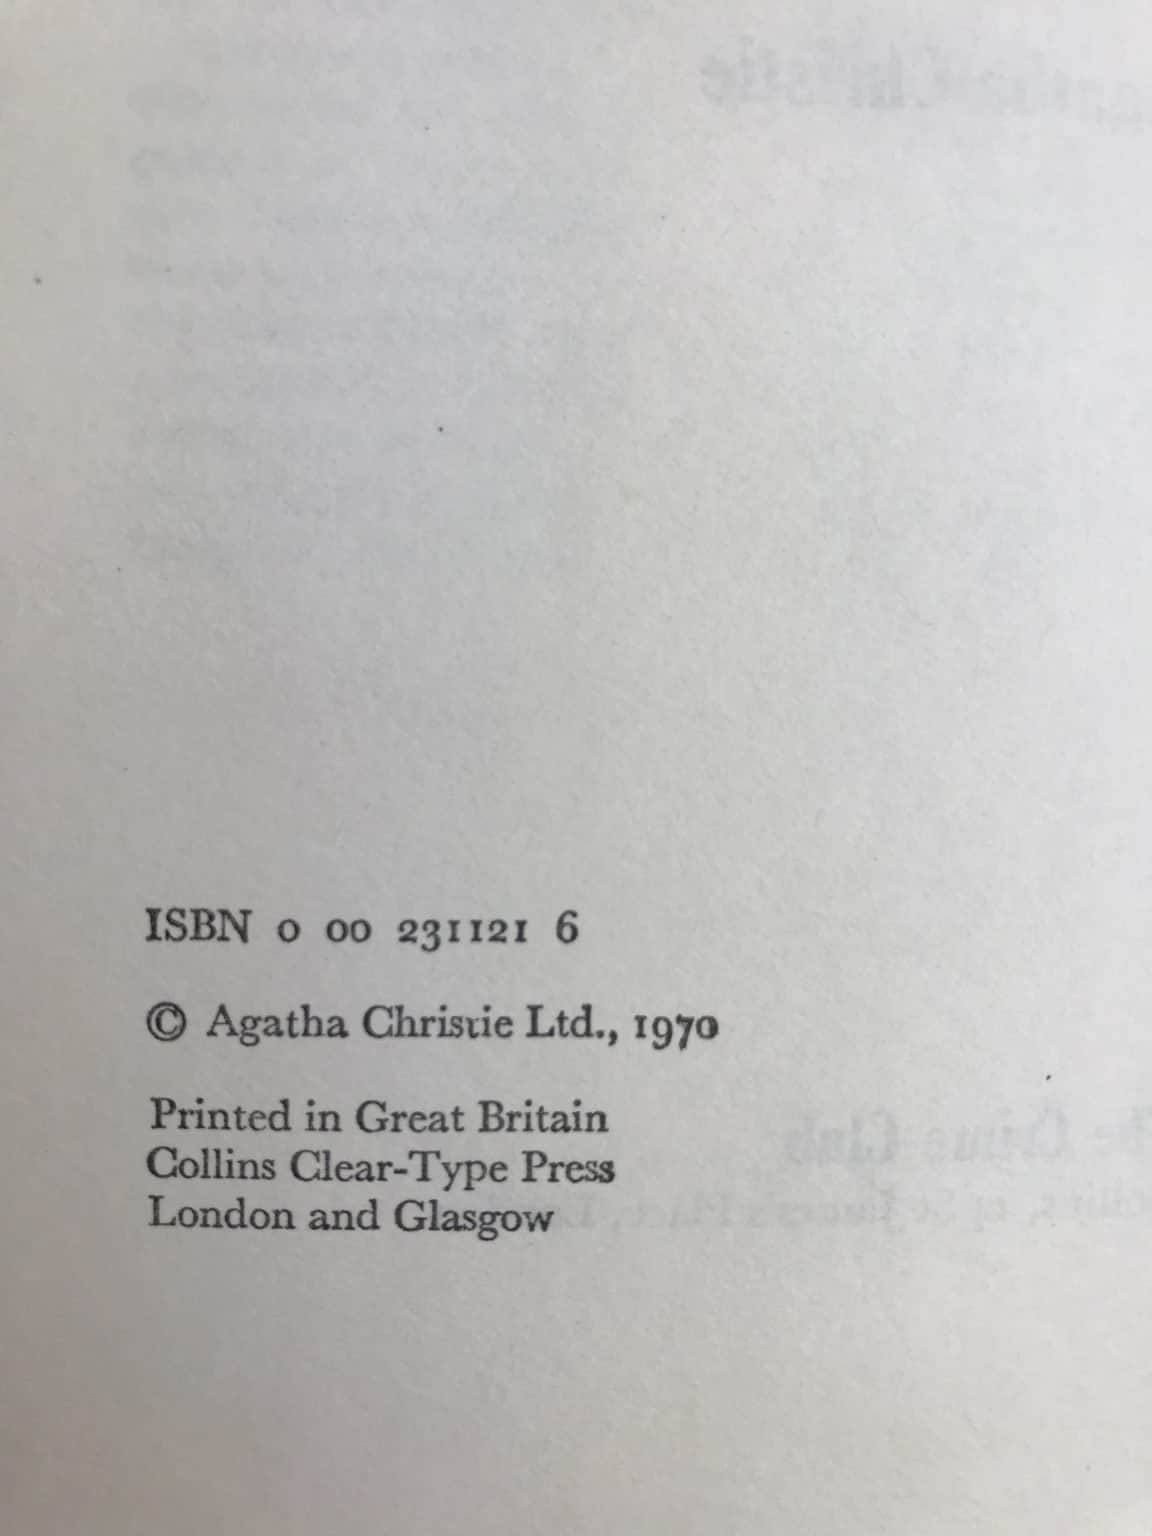 ISBN 0 00 231121 6
© Agatha Christie Ltd., 1970
Printed in Great Britain
Collins Clear-Type Press
London and Glasgow